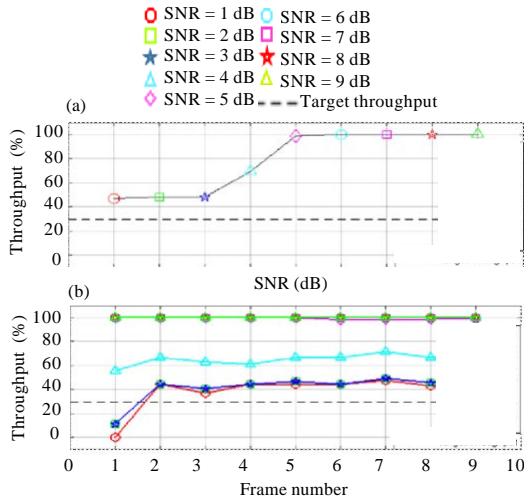 SNR = 1 dB
SNR = 2 dB
SNR = 3 dB
SNR = 4 dB
SNR = 5 dB
SNR = 6 dB
SNR = 7 dB
SNR = 8 dB
SNR = 9 dB
Target throughput
(a)
Throughput (%)
100
80
60
40
20
0
SNR (dB)
(b)
Throughput (%)
100
80
60
40
20
0
0 1 2 3 4 5 6 7 8 9 10
Frame number